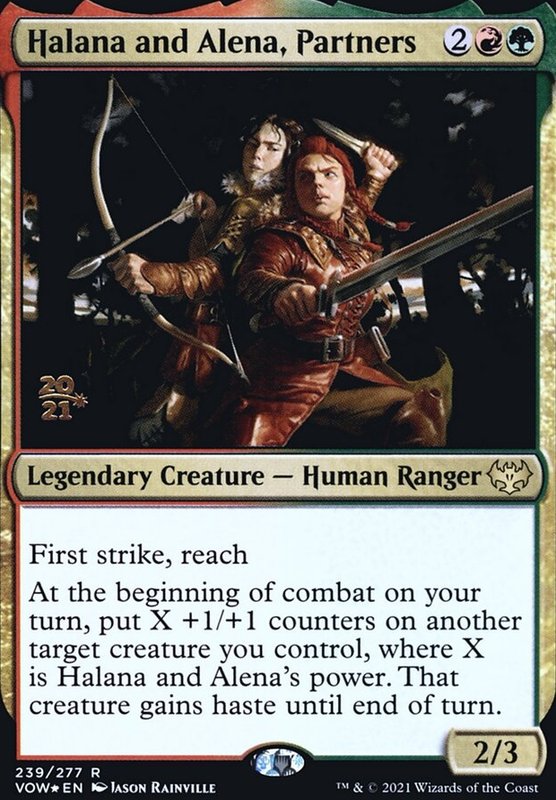 Halana and Alena, Partners 2
20
21
Legendary Creature — Human Ranger
First strike, reach
At the beginning of combat on your
turn, put X +1/+1 counters on another
target creature you control, where X
is Halana and Alena's power. That
creature gains haste until end of turn.
2/3
239/277 R
VOW★EN Jason Rainville ™ & © 2021 Wizards of the Coast